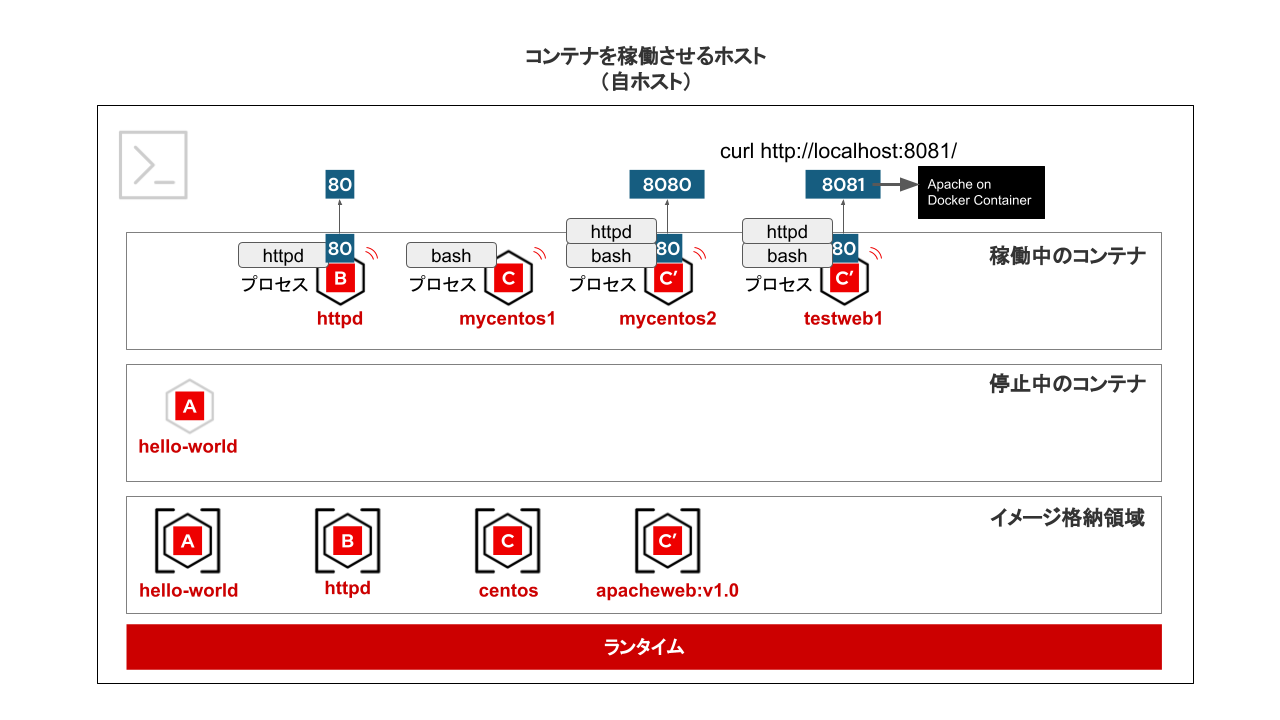 コンテナを稼働させるホスト
（自ホスト）
curl http://localhost:8081/
80
8080
8081
Apache on
Docker Container
httpd
httpd
稼働中のコンテナ
httpd
80
bash
bash
80
bash
80
プロセス
B
プロセス
C
プロセス
C′
プロセス
C′
httpd
mycentos1
mycentos2
testweb1
停止中のコンテナ
A
hello-world
イメージ格納領域
A
B
C
C′
hello-world
httpd
centos
apacheweb:v1.0
ランタイム